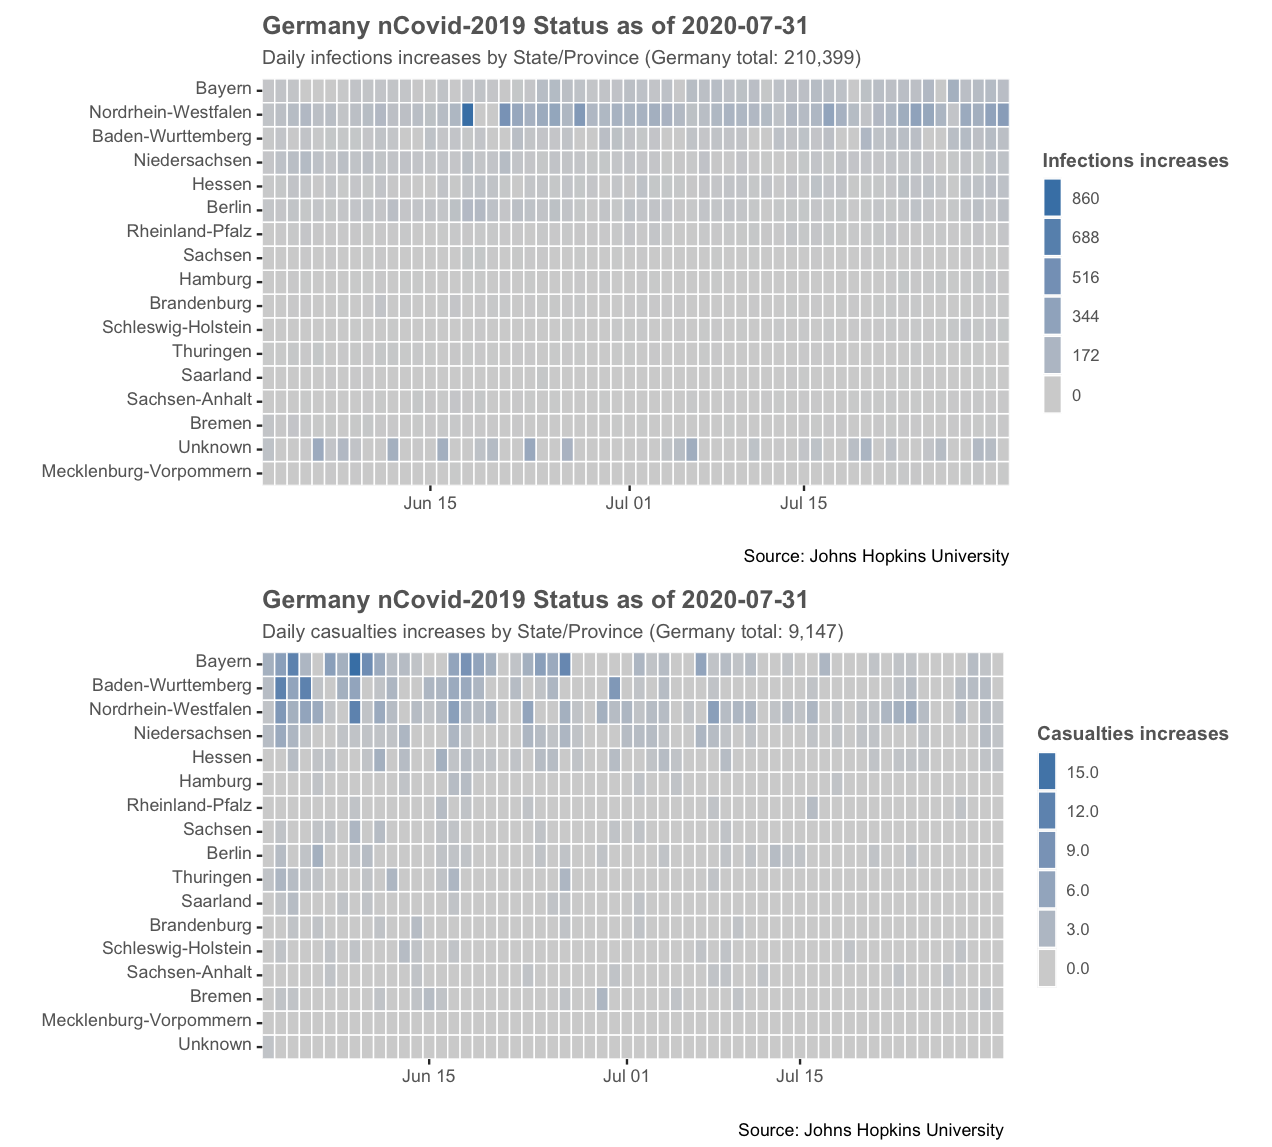 Germany nCovid-2019 Status as of 2020-07-31
Daily infections increases by State/Province (Germany total: 210,399)
Bayern
Nordrhein-Westfalen
Baden-Wurttemberg
Niedersachsen
Hessen
Berlin
Rheinland-Pfalz
Sachsen
Hamburg
Brandenburg
Schleswig-Holstein
Thuringen
Saarland
Sachsen-Anhalt
Bremen
Unknown
Mecklenburg-Vorpommern
Jun 15 Jul 01 Jul 15
Infections increases
860
688
516
344
172
0
Source: Johns Hopkins University
Germany nCovid-2019 Status as of 2020-07-31
Daily casualties increases by State/Province (Germany total: 9,147)
Bayern
Baden-Wurttemberg
Nordrhein-Westfalen
Niedersachsen
Hessen
Hamburg
Rheinland-Pfalz
Sachsen
Berlin
Thuringen
Saarland
Brandenburg
Schleswig-Holstein
Sachsen-Anhalt
Bremen
Mecklenburg-Vorpommern
Unknown
Jun 15 Jul 01 Jul 15
Casualties increases
15.0
12.0
9.0
6.0
3.0
0.0
Source: Johns Hopkins University